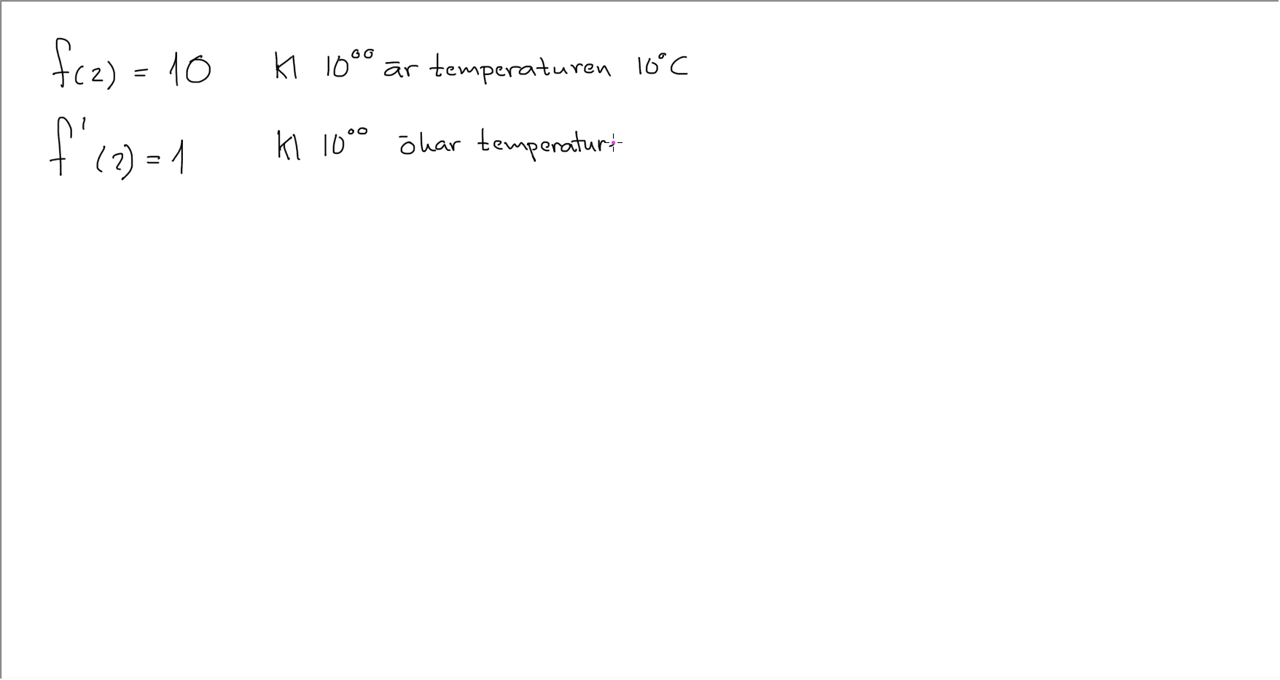 f(2) = 10 kl 10⁰⁰ är temperaturen 10°C
f'(2) = 1 kl 10⁰⁰ ökar temperatur